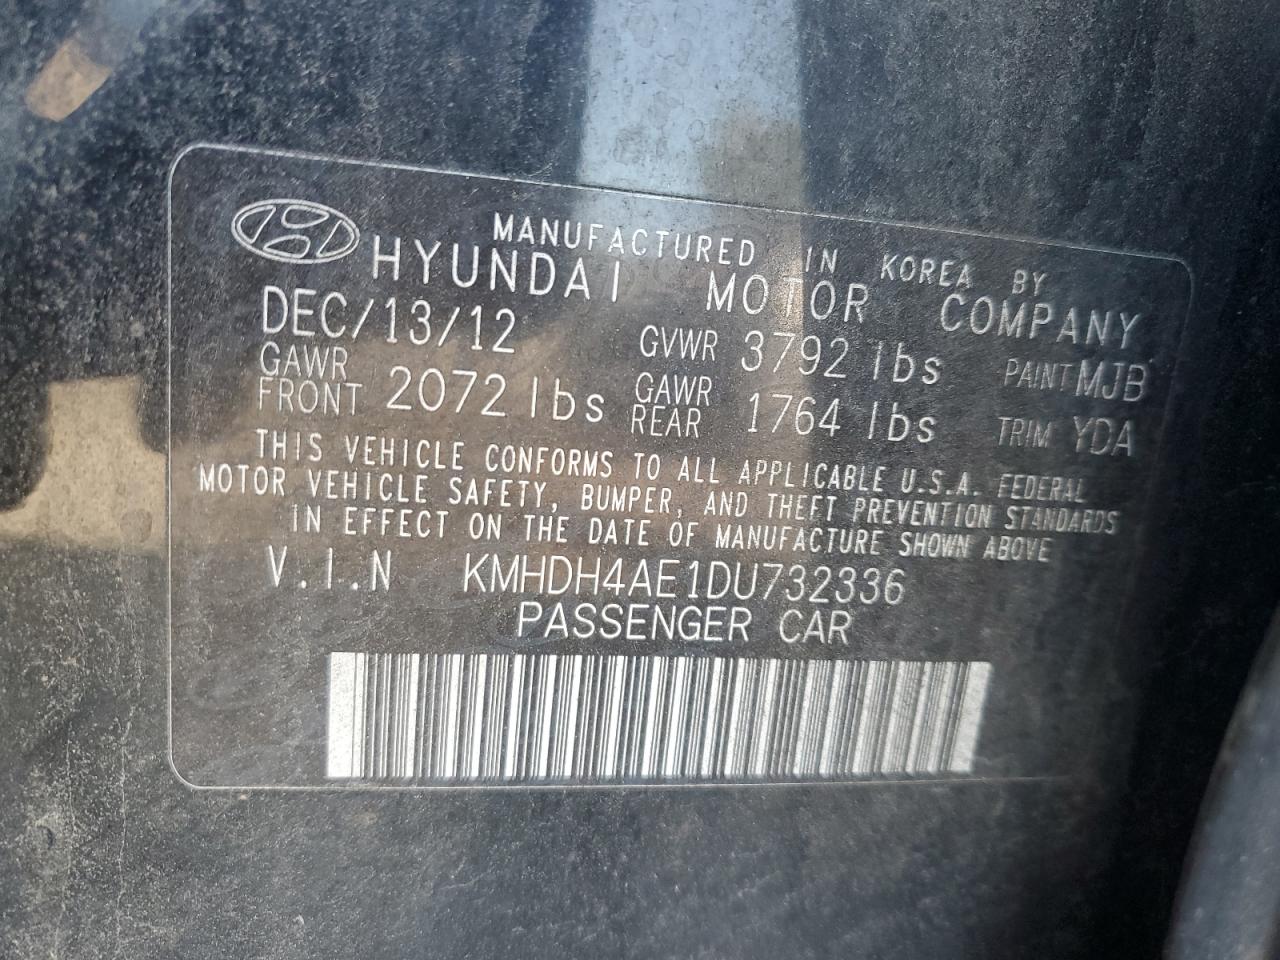 MANUFACTURED IN KOREA BY
HYUNDAI MOTOR COMPANY
DEC/13/12 GVWR 3792 lbs PAINT MJB
GAWR FRONT 2072 lbs GAWR REAR 1764 lbs TRIM YDA
THIS VEHICLE CONFORMS TO ALL APPLICABLE U.S.A. FEDERAL
MOTOR VEHICLE SAFETY, BUMPER, AND THEFT PREVENTION STANDARDS
IN EFFECT ON THE DATE OF MANUFACTURE SHOWN ABOVE
V.I.N KMHDH4AE1DU732336
PASSENGER CAR